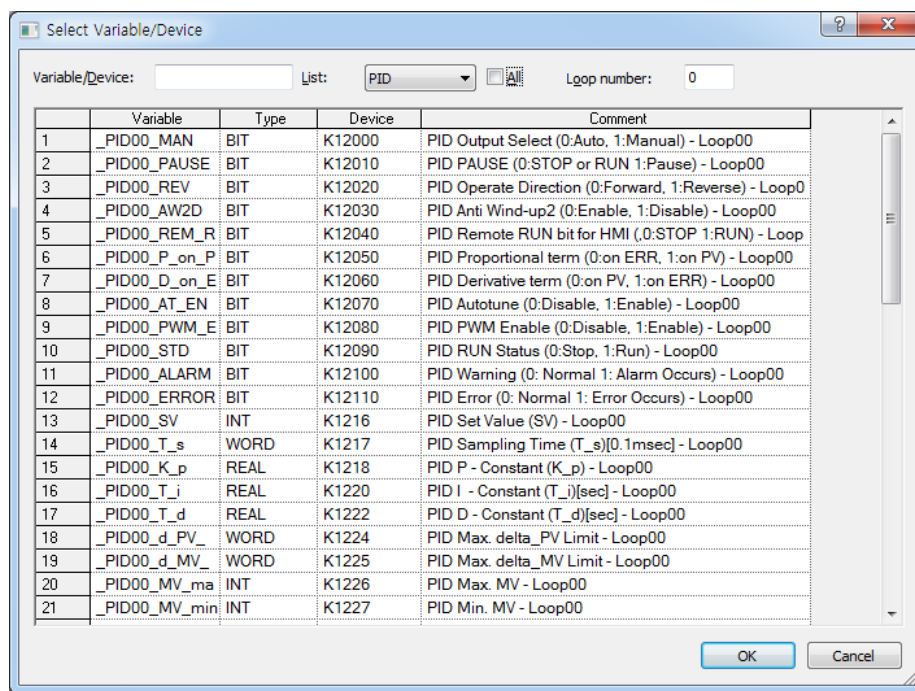 Select Variable/Device
Variable/Device: List: PID All Loop number: 0
Variable Type Device Comment
1 _PID00_MAN BIT K12000 PID Output Select (0:Auto, 1:Manual) - Loop00
2 _PID00_PAUSE BIT K12010 PID PAUSE (0:STOP or RUN 1:Pause) - Loop00
3 _PID00_REV BIT K12020 PID Operate Direction (0:Forward, 1:Reverse) - Loop0
4 _PID00_AW2D BIT K12030 PID Anti Wind-up2 (0:Enable, 1:Disable) - Loop00
5 _PID00_REM_R BIT K12040 PID Remote RUN bit for HMI (,0:STOP 1:RUN) - Loop
6 _PID00_P_on_P BIT K12050 PID Proportional term (0:on ERR, 1:on PV) - Loop00
7 _PID00_D_on_E BIT K12060 PID Derivative term (0:on PV, 1:on ERR) - Loop00
8 _PID00_AT_EN BIT K12070 PID Autotune (0:Disable, 1:Enable) - Loop00
9 _PID00_PWM_E BIT K12080 PID PWM Enable (0:Disable, 1:Enable) - Loop00
10 _PID00_STD BIT K12090 PID RUN Status (0:Stop, 1:Run) - Loop00
11 _PID00_ALARM BIT K12100 PID Warning (0: Normal 1: Alarm Occurs) - Loop00
12 _PID00_ERROR BIT K12110 PID Error (0: Normal 1: Error Occurs) - Loop00
13 _PID00_SV INT K1216 PID Set Value (SV) - Loop00
14 _PID00_T_s WORD K1217 PID Sampling Time (T_s)[0.1msec] - Loop00
15 _PID00_K_p REAL K1218 PID P - Constant (K_p) - Loop00
16 _PID00_T_i REAL K1220 PID I - Constant (T_i)[sec] - Loop00
17 _PID00_T_d REAL K1222 PID D - Constant (T_d)[sec] - Loop00
18 _PID00_d_PV_ WORD K1224 PID Max. delta_PV Limit - Loop00
19 _PID00_d_MV_ WORD K1225 PID Max. delta_MV Limit - Loop00
20 _PID00_MV_ma INT K1226 PID Max. MV - Loop00
21 _PID00_MV_min INT K1227 PID Min. MV - Loop00
OK Cancel